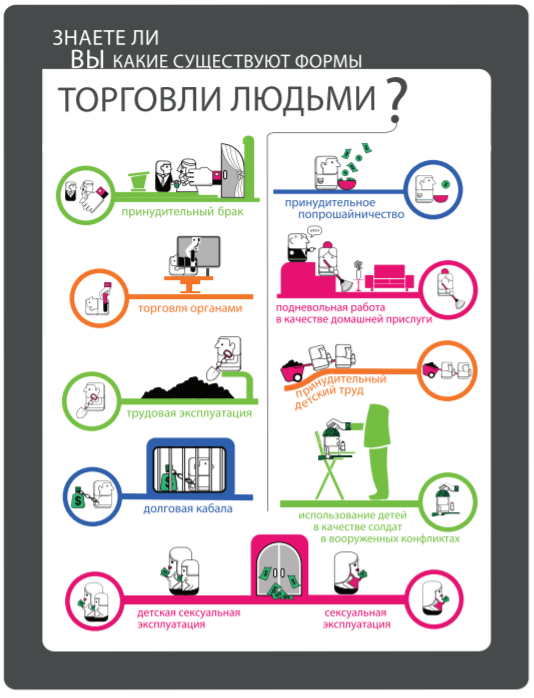 ЗНАЕТЕ ЛИ
ВЫ КАКИЕ СУЩЕСТВУЮТ ФОРМЫ
ТОРГОВЛИ ЛЮДЬМИ?
принудительный брак
торговля органами
трудовая эксплуатация
$
долговая кабала
принудительное
попрошайничество
подневольная работа
в качестве домашней прислуги
принудительный
детский труд
использование детей
в качестве солдат
в вооруженных конфликтах
детская сексуальная
эксплуатация
сексуальная
эксплуатация